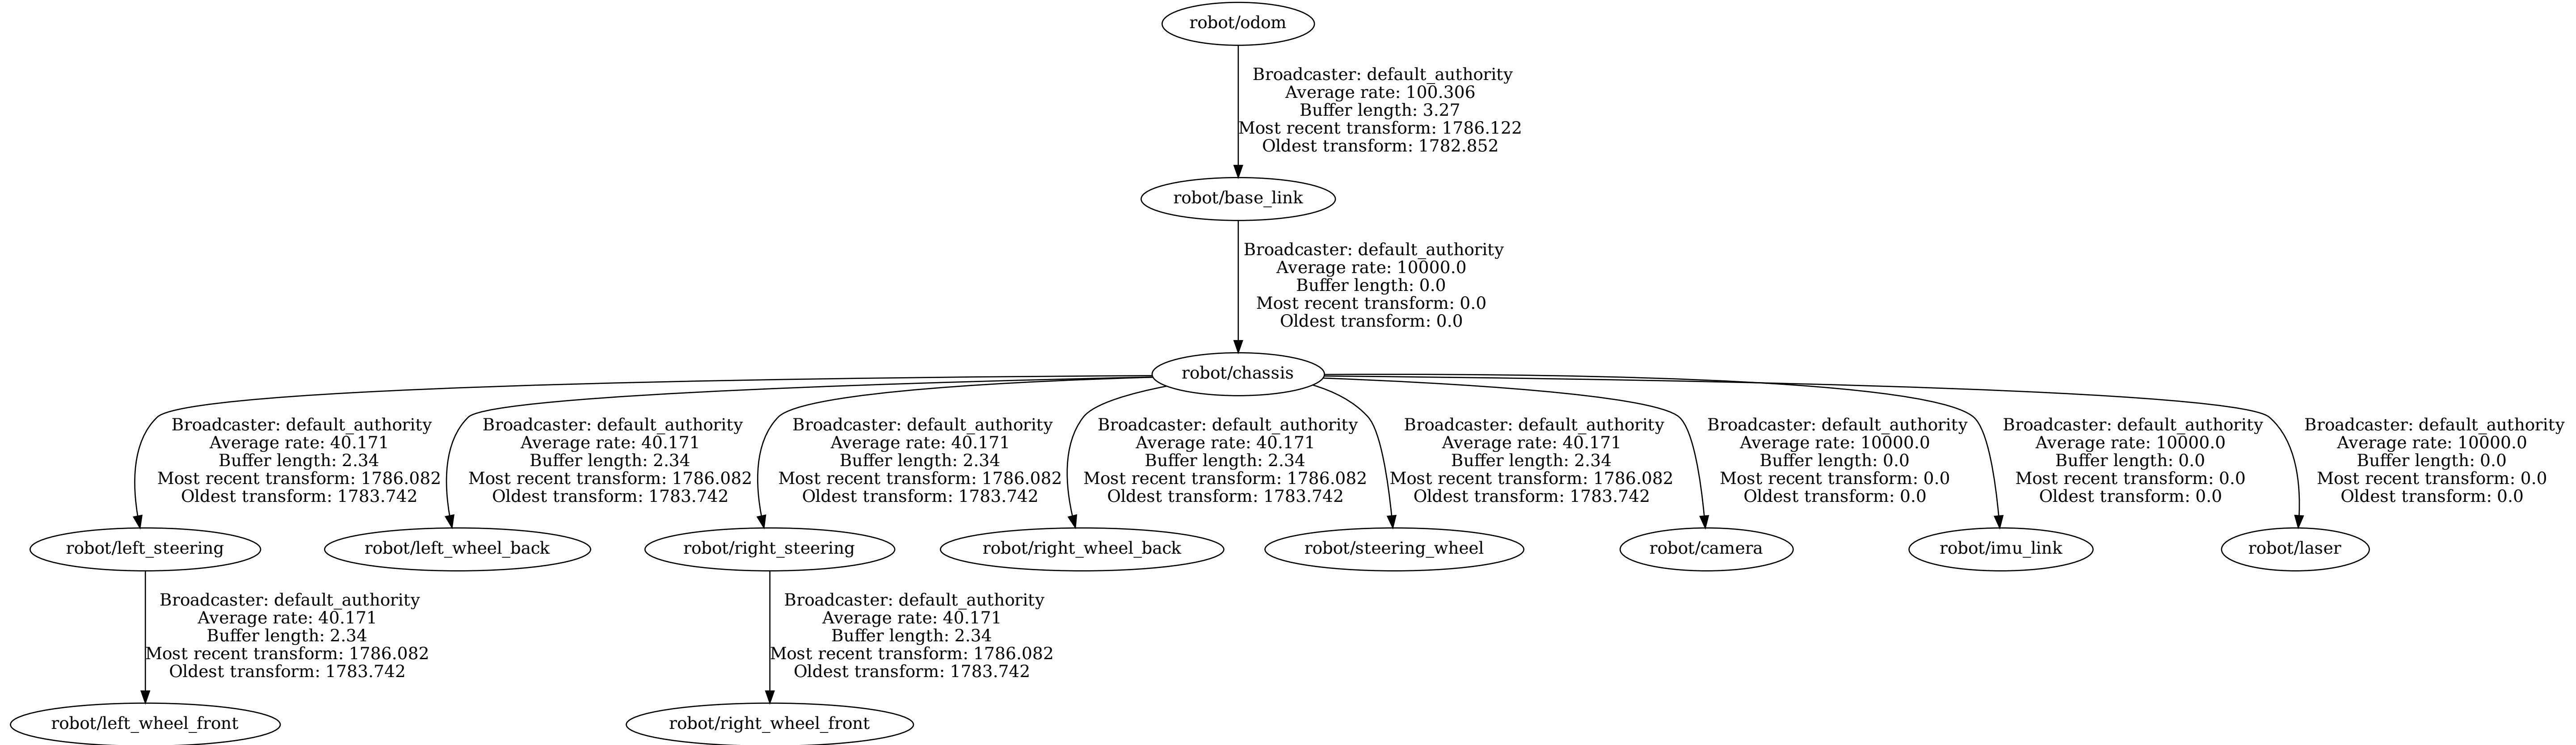 robot/odom
Broadcaster: default_authority
Average rate: 100.306
Buffer length: 3.27
Most recent transform: 1786.122
Oldest transform: 1782.852
robot/base_link
Broadcaster: default_authority
Average rate: 10000.0
Buffer length: 0.0
Most recent transform: 0.0
Oldest transform: 0.0
robot/chassis
Broadcaster: default_authority
Average rate: 40.171
Buffer length: 2.34
Most recent transform: 1786.082
Oldest transform: 1783.742
Broadcaster: default_authority
Average rate: 40.171
Buffer length: 2.34
Most recent transform: 1786.082
Oldest transform: 1783.742
Broadcaster: default_authority
Average rate: 40.171
Buffer length: 2.34
Most recent transform: 1786.082
Oldest transform: 1783.742
Broadcaster: default_authority
Average rate: 40.171
Buffer length: 2.34
Most recent transform: 1786.082
Oldest transform: 1783.742
Broadcaster: default_authority
Average rate: 40.171
Buffer length: 2.34
Most recent transform: 1786.082
Oldest transform: 1783.742
Broadcaster: default_authority
Average rate: 10000.0
Buffer length: 0.0
Most recent transform: 0.0
Oldest transform: 0.0
Broadcaster: default_authority
Average rate: 10000.0
Buffer length: 0.0
Most recent transform: 0.0
Oldest transform: 0.0
Broadcaster: default_authority
Average rate: 10000.0
Buffer length: 0.0
Most recent transform: 0.0
Oldest transform: 0.0
robot/left_steering
robot/left_wheel_back
robot/right_steering
robot/right_wheel_back
robot/steering_wheel
robot/camera
robot/imu_link
robot/laser
Broadcaster: default_authority
Average rate: 40.171
Buffer length: 2.34
Most recent transform: 1786.082
Oldest transform: 1783.742
Broadcaster: default_authority
Average rate: 40.171
Buffer length: 2.34
Most recent transform: 1786.082
Oldest transform: 1783.742
robot/left_wheel_front
robot/right_wheel_front